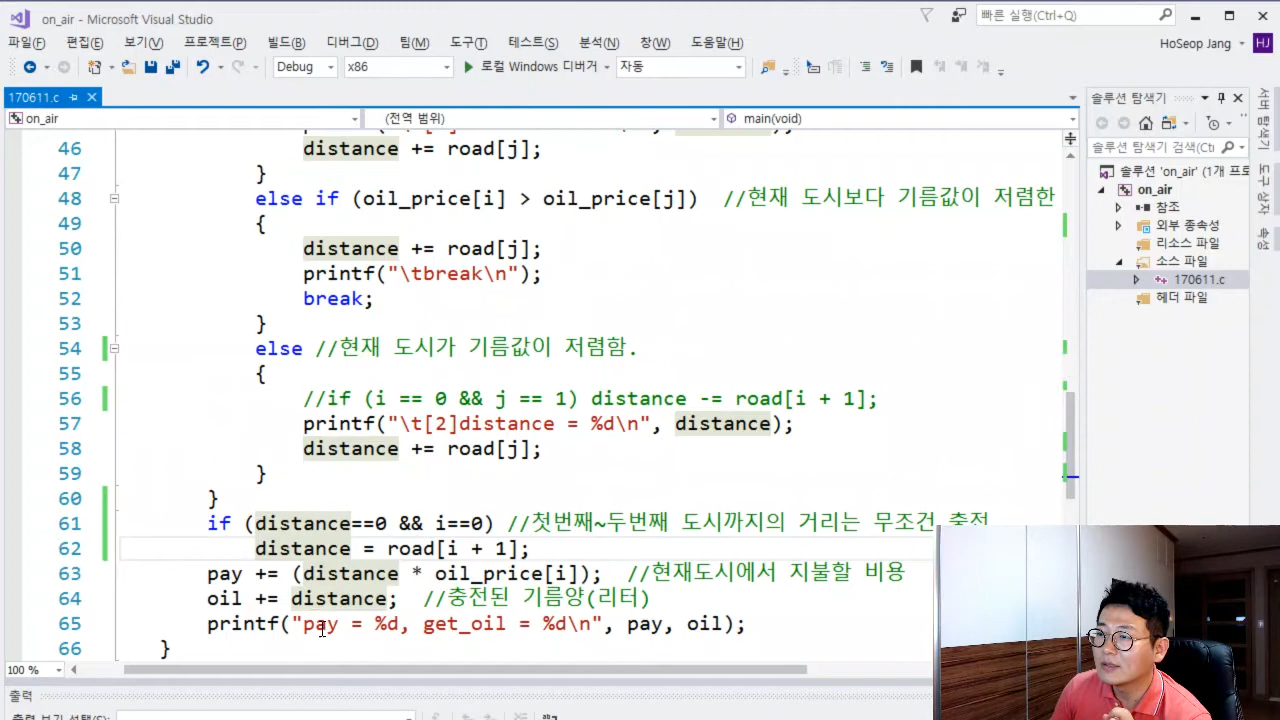 on_air - Microsoft Visual Studio
빠른 실행(Ctrl+Q)
파일(F) 편집(E) 보기(V) 프로젝트(P) 빌드(B) 디버그(D) 팀(M) 도구(T) 테스트(S) 분석(N) 창(W) 도움말(H)
HoSeop Jang HJ
Debug x86 로컬 Windows 디버거 자동
170611.c
on_air (전역 범위) main(void)
46 distance += road[j];
47 }
48 else if (oil_price[i] > oil_price[j]) //현재 도시보다 기름값이 저렴한
49 {
50 distance += road[j];
51 printf("\tbreak\n");
52 break;
53 }
54 else //현재 도시가 기름값이 저렴함.
55 {
56 //if (i == 0 && j == 1) distance -= road[i + 1];
57 printf("\t[2]distance = %d\n", distance);
58 distance += road[j];
59 }
60 }
61 if (distance==0 && i==0) //첫번째~두번째 도시까지의 거리는 무조건 충전
62 distance = road[i + 1];
63 pay += (distance * oil_price[i]); //현재도시에서 지불할 비용
64 oil += distance; //충전된 기름양(리터)
65 printf("pay = %d, get_oil = %d\n", pay, oil);
66 }
100 %
출력
솔루션 탐색기
솔루션 탐색기 검색(Ct
솔루션 'on_air' (1개 프로
on_air
참조
외부 종속성
리소스 파일
소스 파일
170611.c
헤더 파일
서버 탐색기
도구 상자
속성